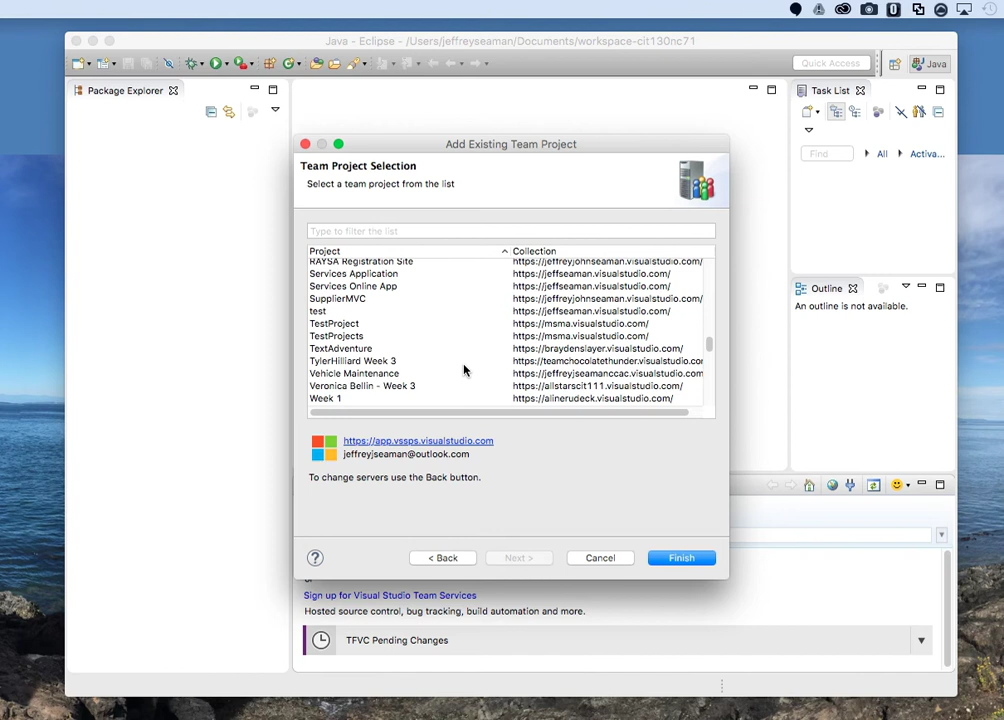 Java - Eclipse - /Users/jeffreyseaman/Documents/workspace-cit130nc71
Quick Access
Java
Package Explorer
Task List
Find
All
Activa...
Outline
An outline is not available.
Add Existing Team Project
Team Project Selection
Select a team project from the list
Type to filter the list
Project Collection
RAYSA Registration Site https://jeffreyjohnseaman.visualstudio.com/
Services Application https://jeffseaman.visualstudio.com/
Services Online App https://jeffseaman.visualstudio.com/
SupplierMVC https://jeffreyjohnseaman.visualstudio.com/
test https://jeffseaman.visualstudio.com/
TestProject https://msma.visualstudio.com/
TestProjects https://msma.visualstudio.com/
TextAdventure https://braydenslayer.visualstudio.com/
TylerHilliard Week 3 https://teamchocolatethunder.visualstudio.com
Vehicle Maintenance https://jeffreyjseamanccac.visualstudio.com/
Veronica Bellin - Week 3 https://allstarscit111.visualstudio.com/
Week 1 https://alinerudeck.visualstudio.com/
https://app.vssps.visualstudio.com
jeffreyjseaman@outlook.com
To change servers use the Back button.
< Back
Next >
Cancel
Finish
or
Sign up for Visual Studio Team Services
Hosted source control, bug tracking, build automation and more.
TFVC Pending Changes